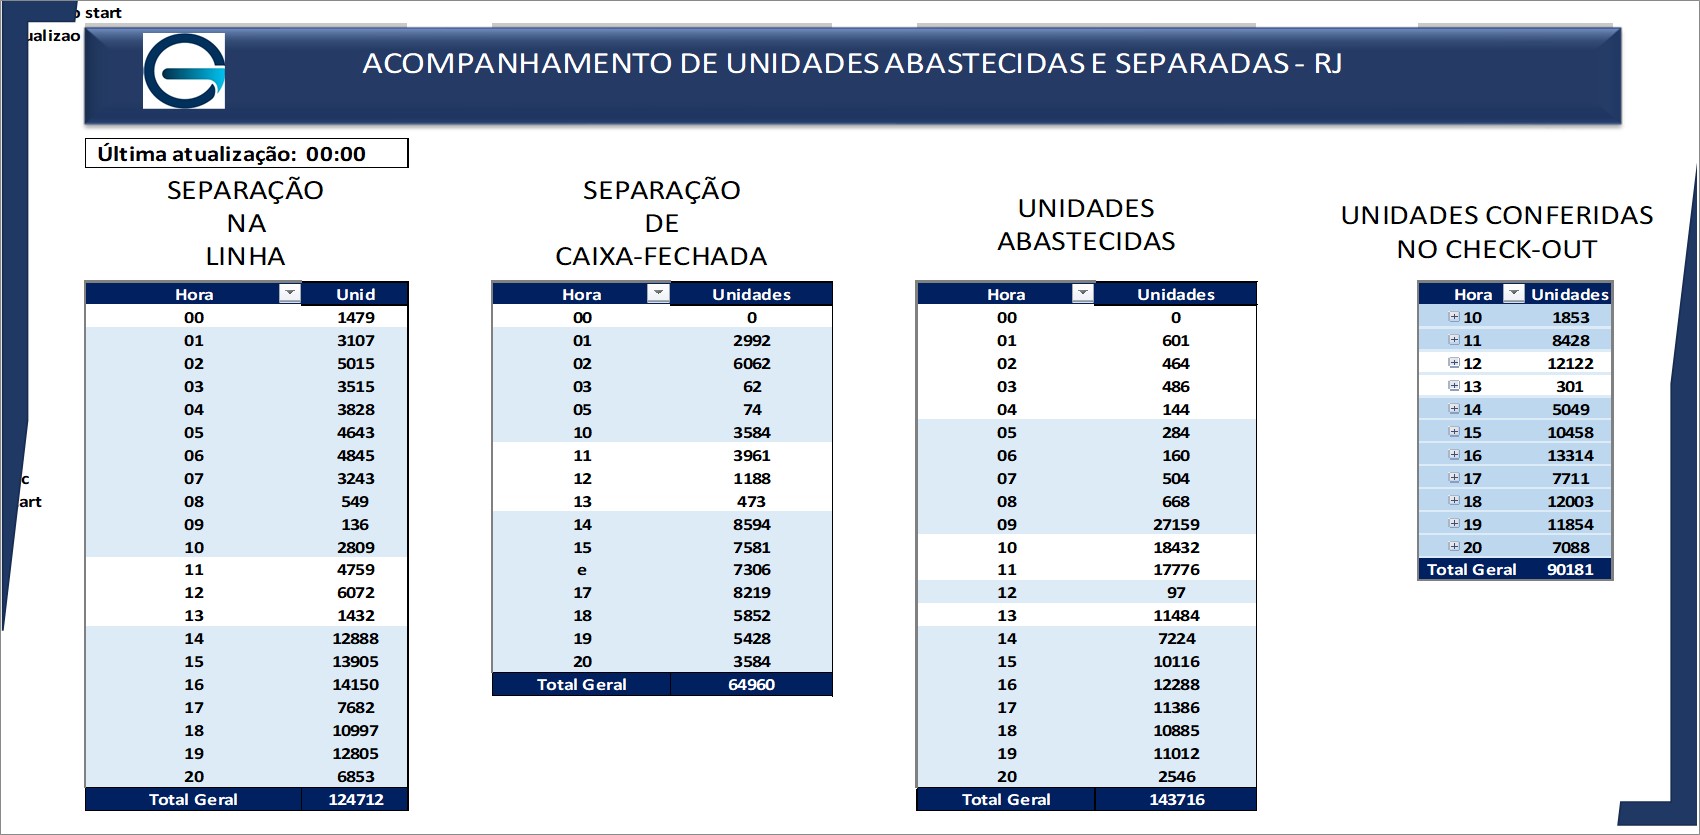 start
ualizao
ACOMPANHAMENTO DE UNIDADES ABASTECIDAS E SEPARADAS - RJ
Última atualização: 00:00
SEPARAÇÃO
NA
LINHA
Hora Unid
00 1479
01 3107
02 5015
03 3515
04 3828
05 4643
06 4845
07 3243
08 549
09 136
10 2809
11 4759
12 6072
13 1432
14 12888
15 13905
16 14150
17 7682
18 10997
19 12805
20 6853
Total Geral 124712
SEPARAÇÃO
DE
CAIXA-FECHADA
Hora Unidades
00 0
01 2992
02 6062
03 62
05 74
10 3584
11 3961
12 1188
13 473
14 8594
15 7581
e 7306
17 8219
18 5852
19 5428
20 3584
Total Geral 64960
UNIDADES
ABASTECIDAS
Hora Unidades
00 0
01 601
02 464
03 486
04 144
05 284
06 160
07 504
08 668
09 27159
10 18432
11 17776
12 97
13 11484
14 7224
15 10116
16 12288
17 11386
18 10885
19 11012
20 2546
Total Geral 143716
UNIDADES CONFERIDAS
NO CHECK-OUT
Hora Unidades
10 1853
11 8428
12 12122
13 301
14 5049
15 10458
16 13314
17 7711
18 12003
19 11854
20 7088
Total Geral 90181
c
art